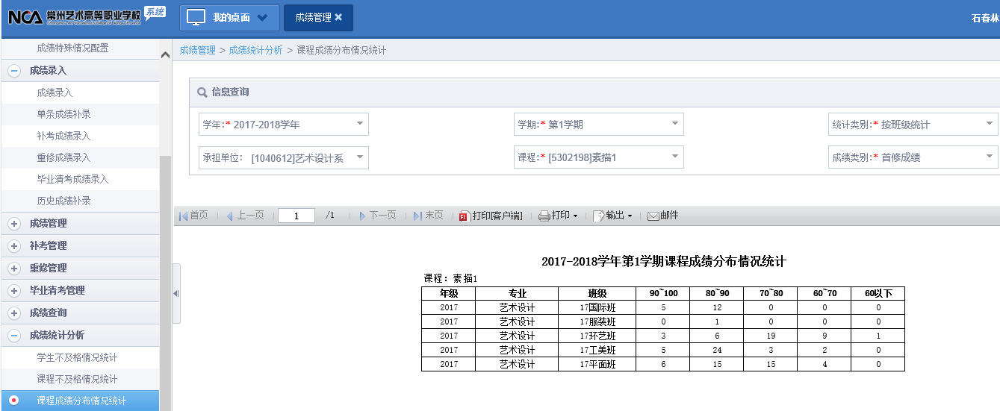 NCA 常州艺术高等职业学校 系统
我的桌面
成绩管理
石春林
成绩特殊情况配置
成绩录入
成绩录入
单条成绩补录
补考成绩录入
重修成绩录入
毕业清考成绩录入
历史成绩补录
成绩管理
补考管理
重修管理
毕业清考管理
成绩查询
成绩统计分析
学生不及格情况统计
课程不及格情况统计
课程成绩分布情况统计
成绩管理 > 成绩统计分析 > 课程成绩分布情况统计
信息查询
学年:* 2017-2018学年 学期:* 第1学期 统计类别:* 按班级统计
承担单位: [1040612]艺术设计系 课程:* [5302198]素描1 成绩类别:* 首修成绩
首页 上一页 1 /1 下一页 末页 打印[客户端] 打印 输出 邮件
2017-2018学年第1学期课程成绩分布情况统计
课程：素描1
年级 专业 班级 90~100 80~90 70~80 60~70 60以下
2017 艺术设计 17国际班 5 12 0 0 0
2017 艺术设计 17服装班 0 1 0 0 0
2017 艺术设计 17环艺班 3 6 19 9 1
2017 艺术设计 17工美班 5 24 3 2 0
2017 艺术设计 17平面班 6 15 15 4 0